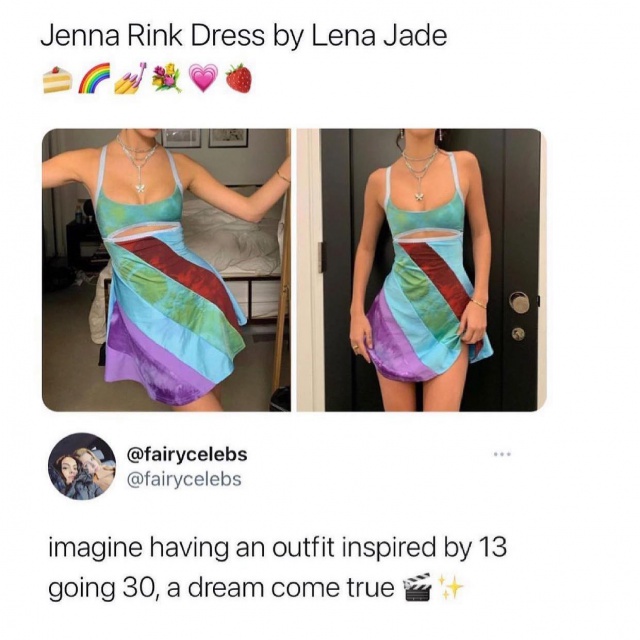 Jenna Rink Dress by Lena Jade
🍰🌈💅💐💗🍓
@fairycelebs
@fairycelebs
imagine having an outfit inspired by 13
going 30, a dream come true 🎬✨